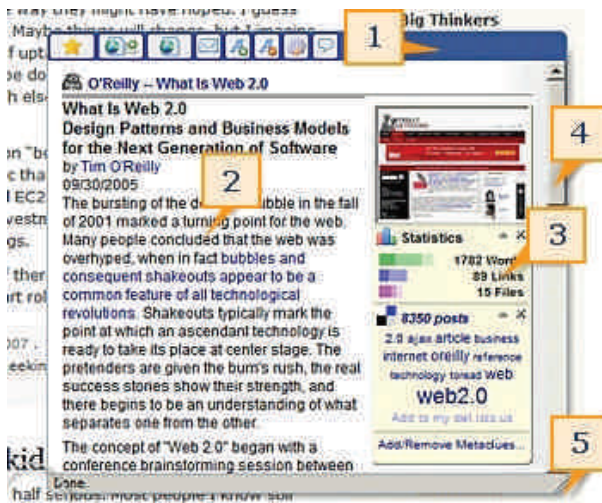 way they might have hoped. I guess
Big Thinkers
1
O'Reilly -- What Is Web 2.0
What Is Web 2.0
Design Patterns and Business Models
for the Next Generation of Software
by Tim O'Reilly
09/30/2005
2
The bursting of the bubble in the fall
of 2001 marked a turning point for the web.
Many people concluded that the web was
overhyped, when in fact bubbles and
consequent shakeouts appear to be a
common feature of all technological
revolutions. Shakeouts typically mark the
point at which an ascendant technology is
ready to take its place at center stage. The
pretenders are given the bum's rush, the real
success stories show their strength, and
there begins to be an understanding of what
separates one from the other.
The concept of "Web 2.0" began with a
conference brainstorming session between
4
3
Statistics
1782 Words
89 Links
15 Files
8350 posts
2.0 ajax article business
internet oreilly reference
technology toread web
web2.0
Add to my del.icio.us
Add/Remove Metaclues...
5
Done
kid
half serious. Most people I know still